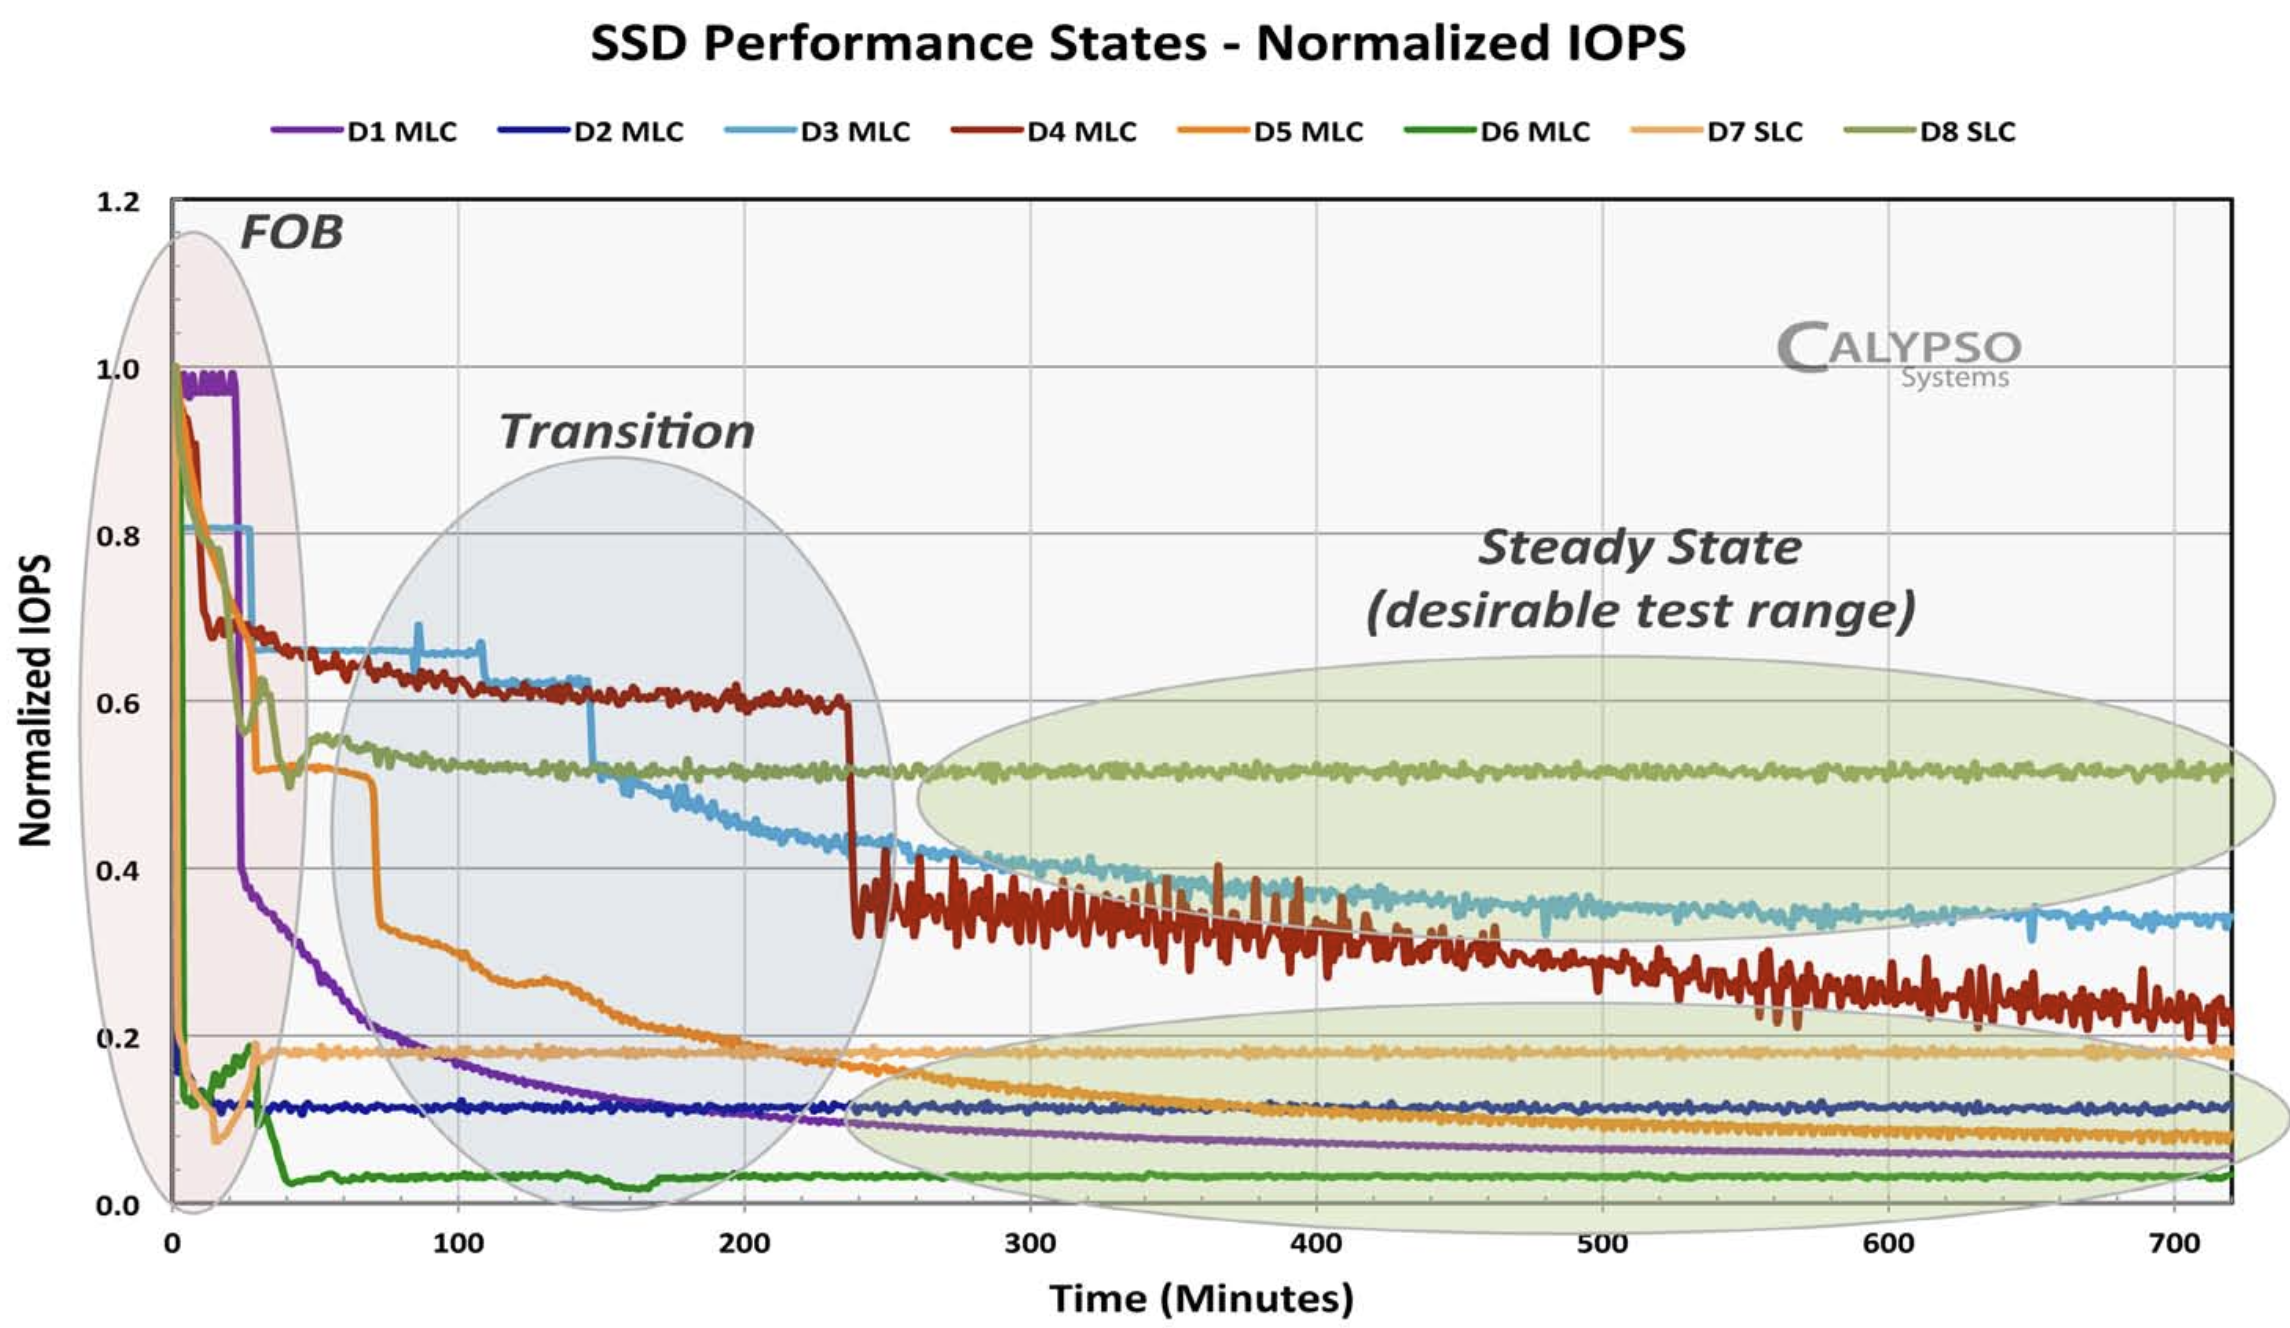 SSD Performance States - Normalized IOPS
D1 MLC D2 MLC D3 MLC D4 MLC D5 MLC D6 MLC D7 SLC D8 SLC
1.2
FOB
CALYPSO
Systems
1.0
Transition
0.8
Steady State
(desirable test range)
0.6
0.4
0.2
0.0
Normalized IOPS
0 100 200 300 400 500 600 700
Time (Minutes)